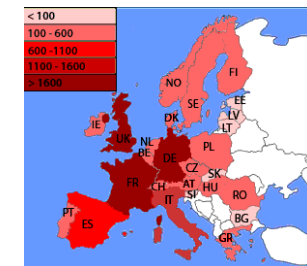 < 100
100 - 600
600 -1100
1100 - 1600
> 1600
NO
FI
SE
EE
LV
LT
DK
IE
UK
NL
BE
DE
PL
CZ
SK
FR
CH
AT
HU
SI
RO
IT
BG
PT
ES
GR